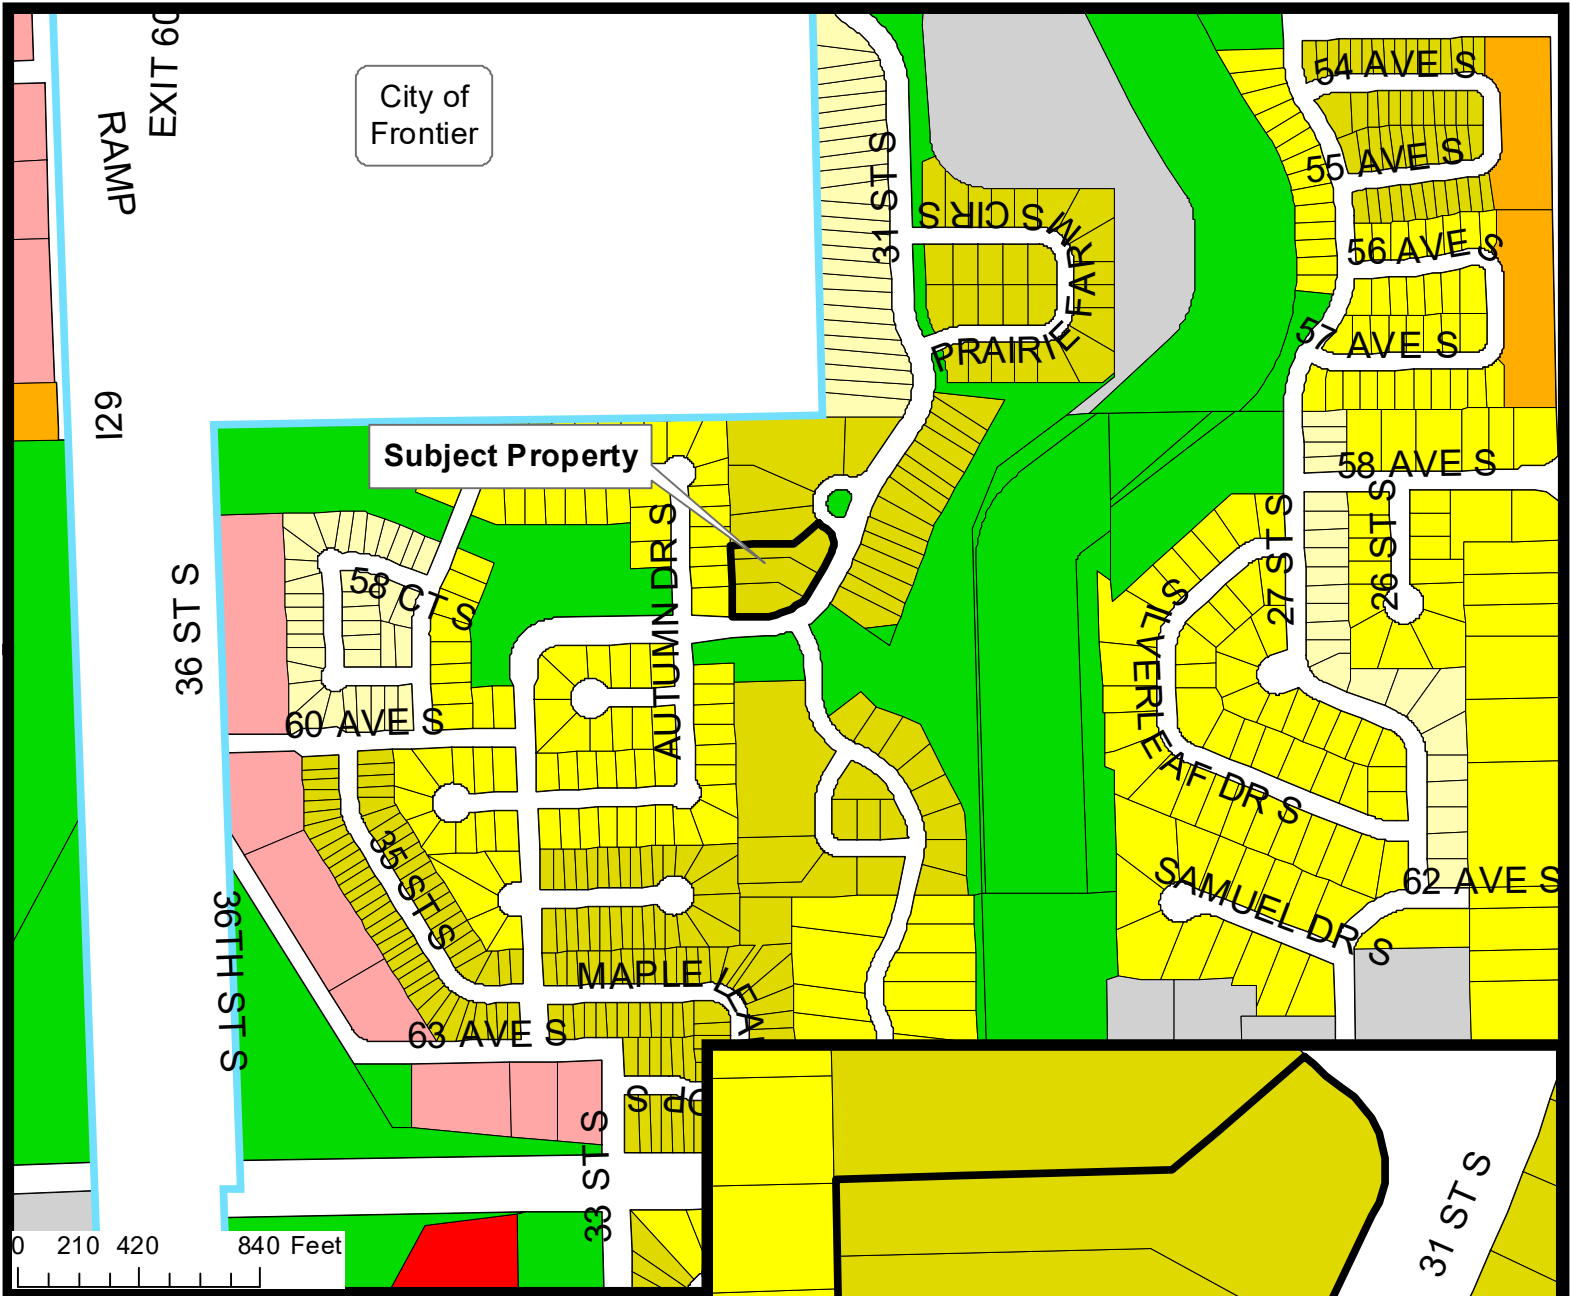 EXIT 60
RAMP
City of
Frontier
I29
31 ST S
PRAIRIE FARMS CIR S
54 AVE S
55 AVE S
56 AVE S
57 AVE S
58 AVE S
Subject Property
36 ST S
58 CT S
AUTUMN DR S
27 ST S
26 ST S
SILVERLEAF DR S
60 AVE S
35 ST S
62 AVE S
SAMUEL DR S
36TH ST S
MAPLE LEA
63 AVE S
OP S
33 ST S
31 ST S
0 210 420 840 Feet